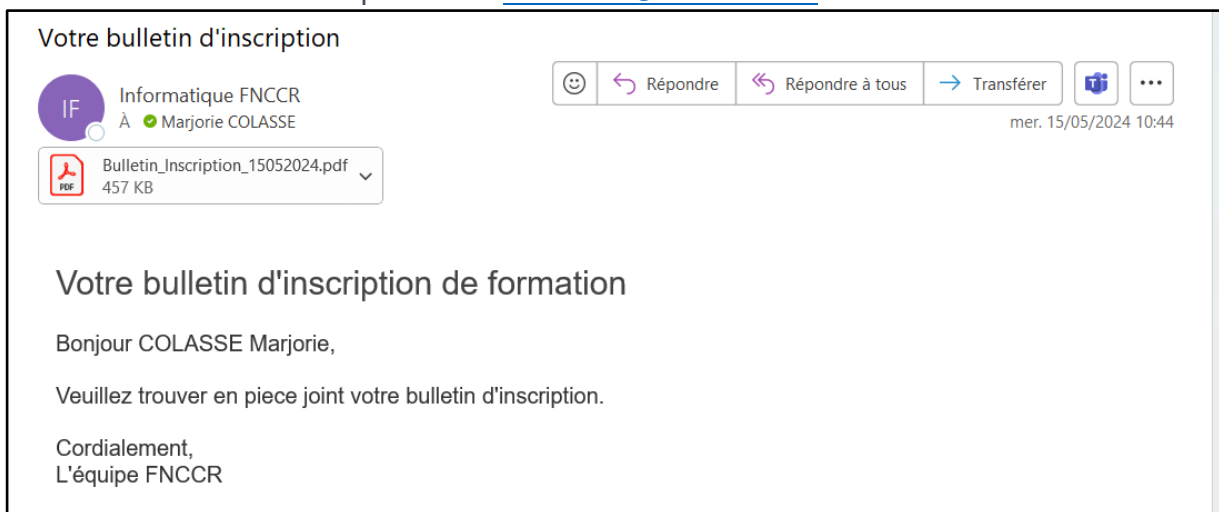 Votre bulletin d'inscription
IF
Informatique FNCCR
À Marjorie COLASSE
Répondre
Répondre à tous
Transférer
mer. 15/05/2024 10:44
PDF
Bulletin_Inscription_15052024.pdf
457 KB
Votre bulletin d'inscription de formation
Bonjour COLASSE Marjorie,
Veuillez trouver en piece joint votre bulletin d'inscription.
Cordialement,
L'équipe FNCCR